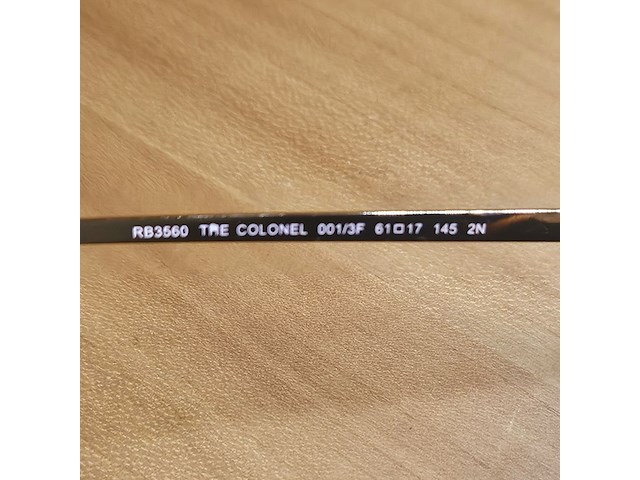 RB3560 THE COLONEL 001/3F 61□17 145 2N